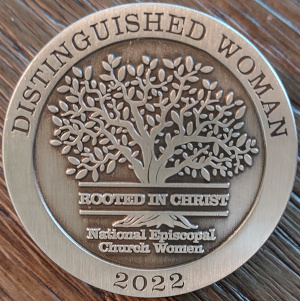 DISTINGUISHED WOMAN
ROOTED IN CHRIST
National Episcopal
Church Women
2022